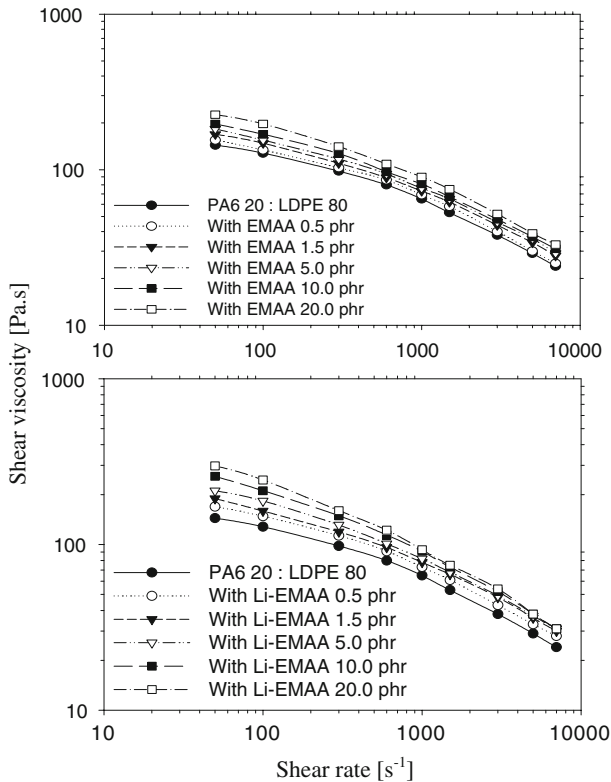 1000
100
10
PA6 20 : LDPE 80
With EMAA 0.5 phr
With EMAA 1.5 phr
With EMAA 5.0 phr
With EMAA 10.0 phr
With EMAA 20.0 phr
10 100 1000 10000
Shear viscosity [Pa.s]
1000
100
10
PA6 20 : LDPE 80
With Li-EMAA 0.5 phr
With Li-EMAA 1.5 phr
With Li-EMAA 5.0 phr
With Li-EMAA 10.0 phr
With Li-EMAA 20.0 phr
10 100 1000 10000
Shear rate [s⁻¹]